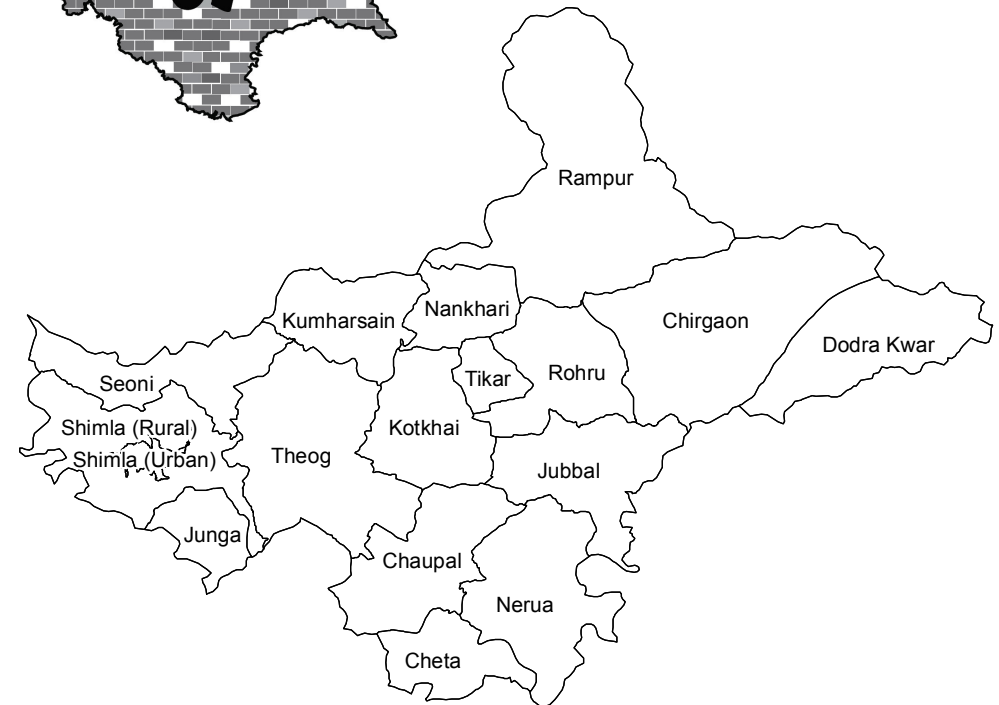 Rampur
Nankhari
Kumharsain
Chirgaon
Dodra Kwar
Seoni
Tikar
Rohru
Shimla (Rural)
Kotkhai
Theog
Shimla (Urban)
Jubbal
Junga
Chaupal
Nerua
Cheta